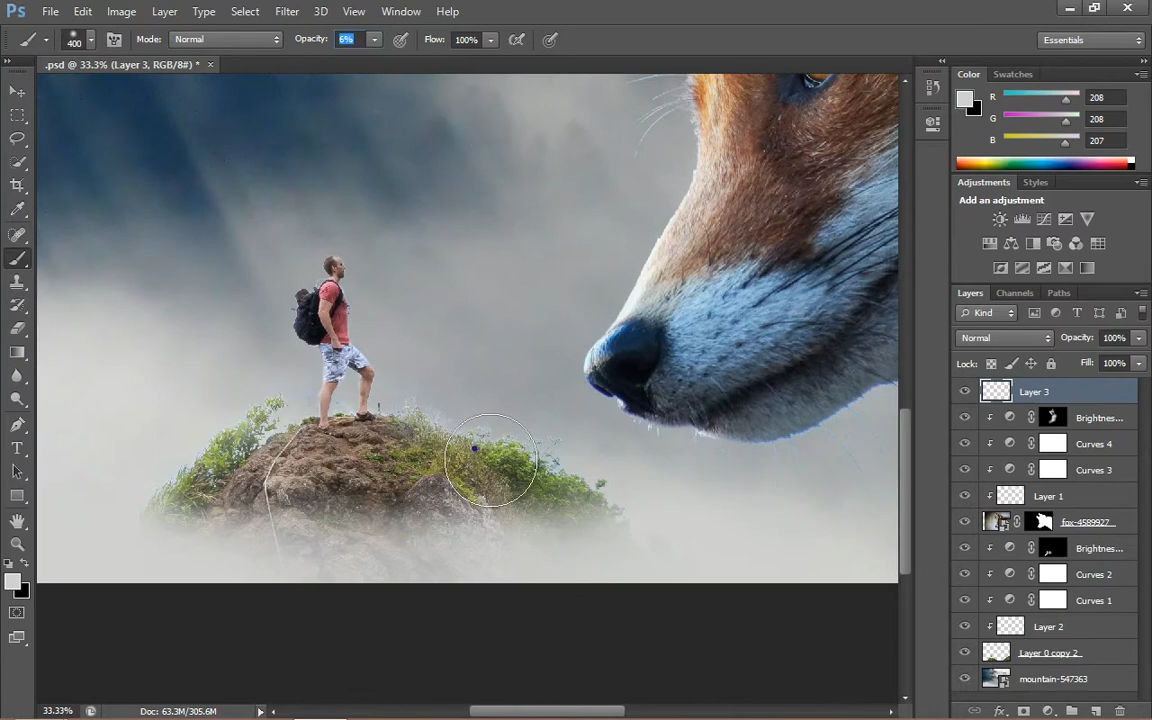 Ps File Edit Image Layer Type Select Filter 3D View Window Help
400 Mode: Normal Opacity: 6% Flow: 100% Essentials
.psd @ 33.3% (Layer 3, RGB/8#) * ×
Color Swatches
R 208
G 208
B 207
Adjustments Styles
Add an adjustment
Layers Channels Paths
Kind
Normal Opacity: 100%
Lock: Fill: 100%
Layer 3
Brightnes...
Curves 4
Curves 3
Layer 1
fox-4589927
Brightnes...
Curves 2
Curves 1
Layer 2
Layer 0 copy 2
mountain-547363
33.33% Doc: 63.3M/305.6M
fx